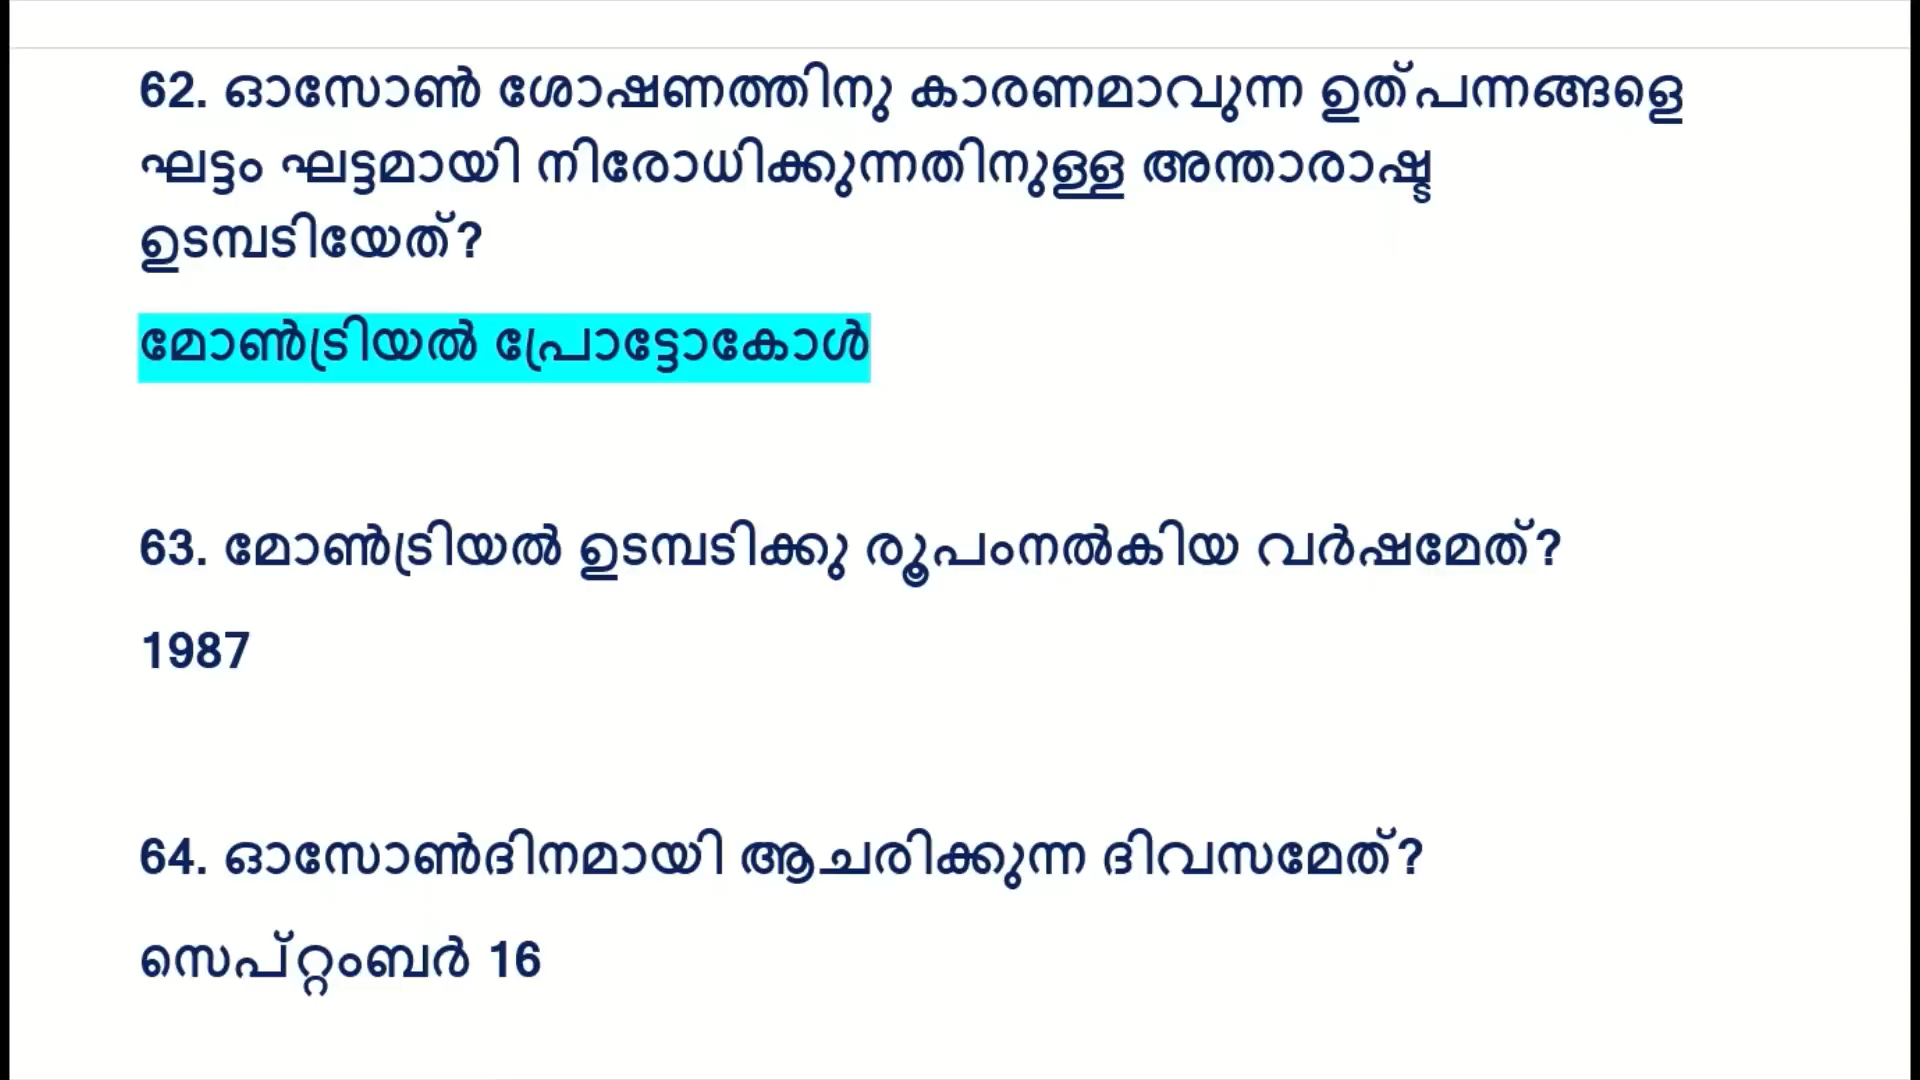 62. ഓസോൺ ശോഷണത്തിനു കാരണമാവുന്ന ഉത്പന്നങ്ങളെ
ഘട്ടം ഘട്ടമായി നിരോധിക്കുന്നതിനുള്ള അന്താരാഷ്ട്ര
ഉടമ്പടിയേത്?
മോൺട്രിയൽ പ്രോട്ടോകോൾ
63. മോൺട്രിയൽ ഉടമ്പടിക്കു രൂപംനൽകിയ വർഷമേത്?
1987
64. ഓസോൺദിനമായി ആചരിക്കുന്ന ദിവസമേത്?
സെപ്റ്റംബർ 16